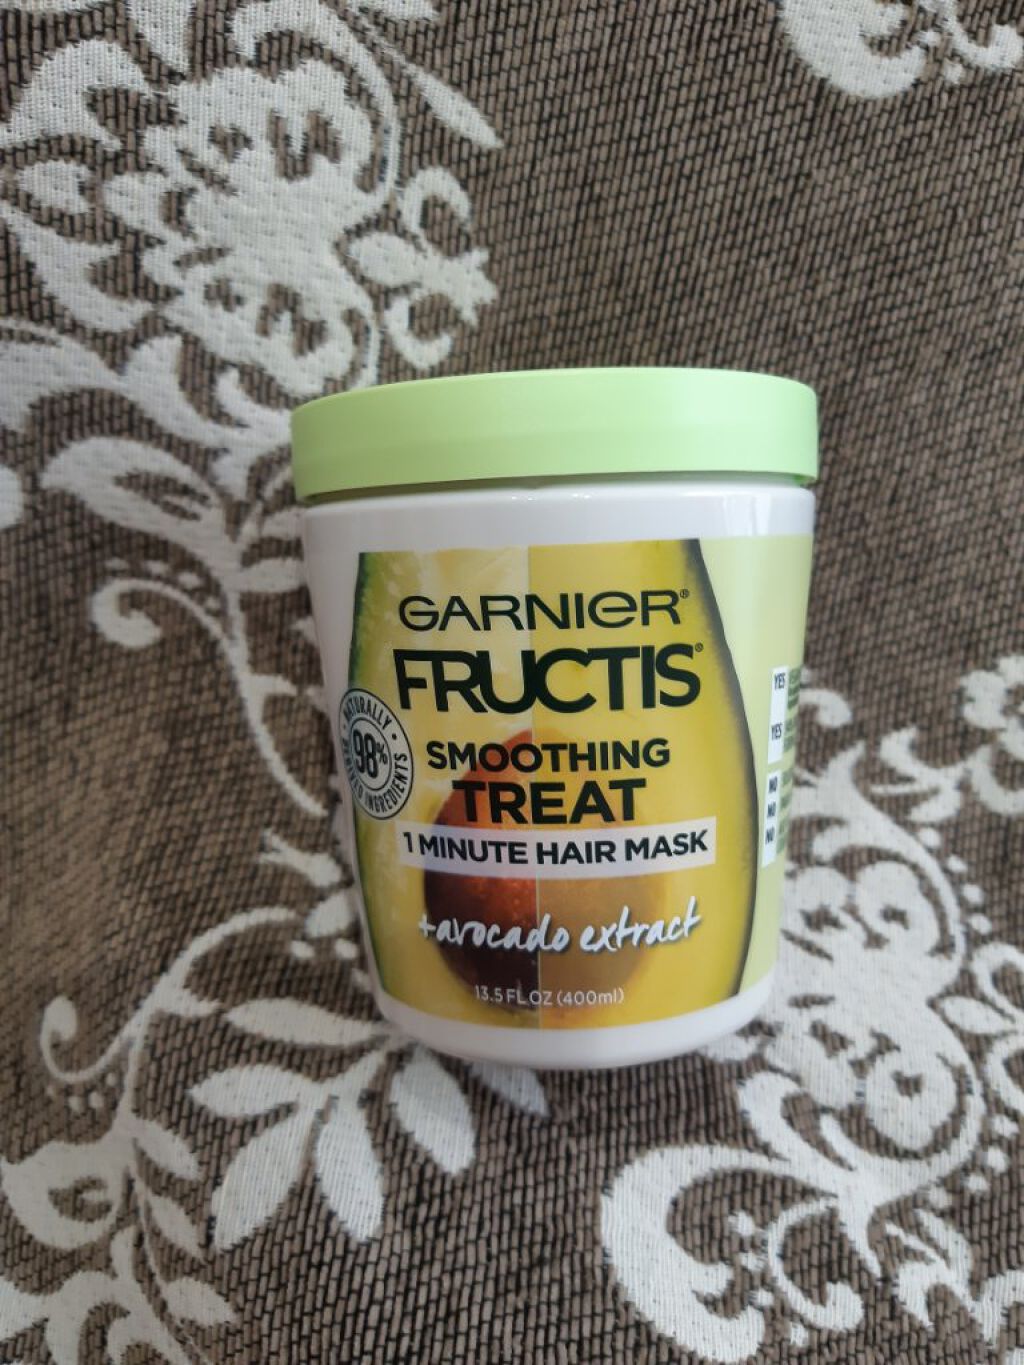 GARNIER®
FRUCTIS®
NATURALLY
98%
DERIVED INGREDIENTS
SMOOTHING
TREAT
1 MINUTE HAIR MASK
+avocado extract
13.5 FL OZ (400ml)
YES
YES
NO
NO
NO